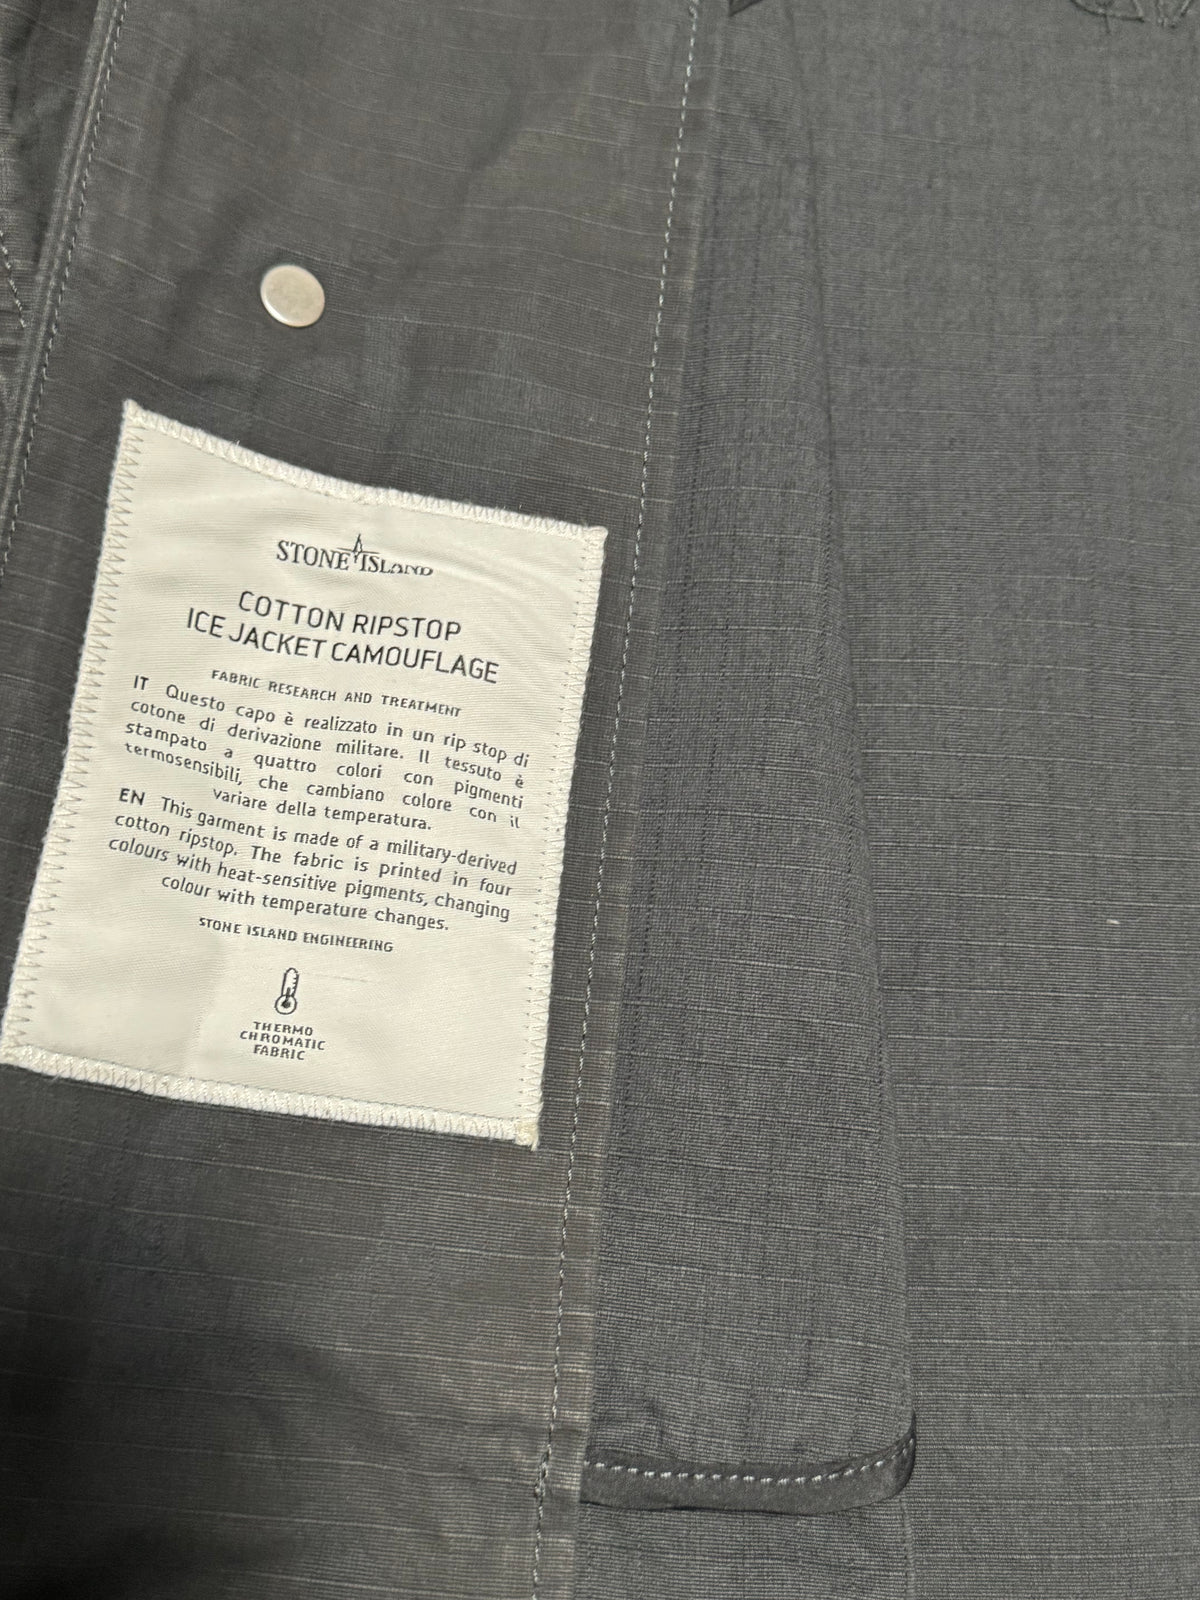 STONE ISLAND
COTTON RIPSTOP
ICE JACKET CAMOUFLAGE
FABRIC RESEARCH AND TREATMENT
IT Questo capo è realizzato in un rip stop di
cotone di derivazione militare. Il tessuto è
stampato a quattro colori con pigmenti
termosensibili, che cambiano colore con il
variare della temperatura.
EN This garment is made of a military-derived
cotton ripstop. The fabric is printed in four
colours with heat-sensitive pigments, changing
colour with temperature changes.
STONE ISLAND ENGINEERING
THERMO
CHROMATIC
FABRIC